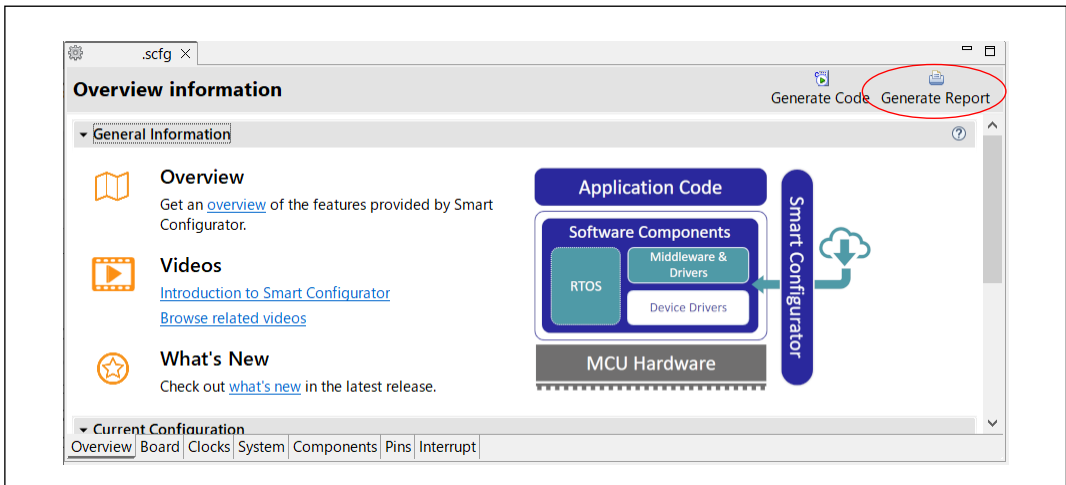 .scfg
Overview information
Generate Code
Generate Report
General Information
Overview
Get an overview of the features provided by Smart
Configurator.
Videos
Introduction to Smart Configurator
Browse related videos
What's New
Check out what's new in the latest release.
Application Code
Software Components
RTOS
Middleware &
Drivers
Device Drivers
MCU Hardware
Smart Configurator
Current Configuration
Overview Board Clocks System Components Pins Interrupt